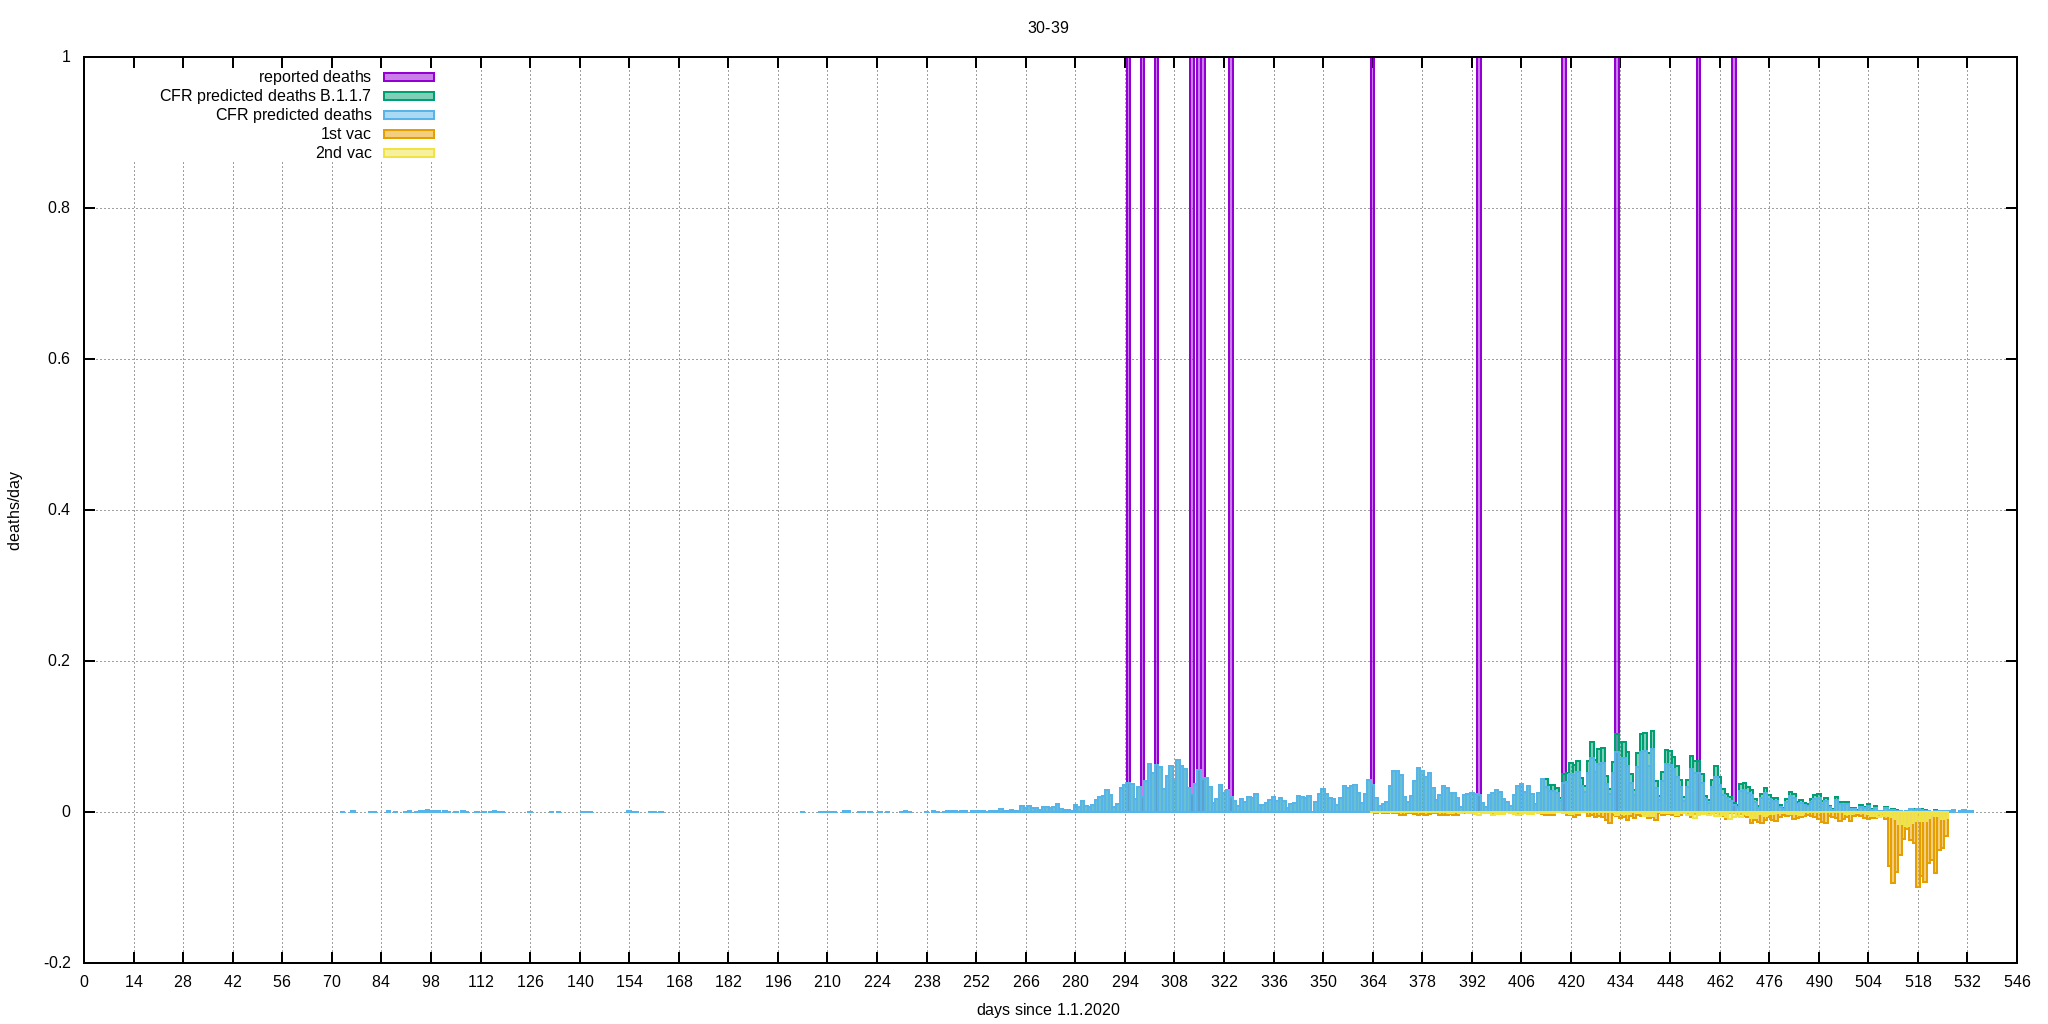 30-39
reported deaths
CFR predicted deaths B.1.1.7
CFR predicted deaths
1st vac
2nd vac
1
0.8
0.6
0.4
0.2
0
-0.2
deaths/day
0 14 28 42 56 70 84 98 112 126 140 154 168 182 196 210 224 238 252 266 280 294 308 322 336 350 364 378 392 406 420 434 448 462 476 490 504 518 532 546
days since 1.1.2020